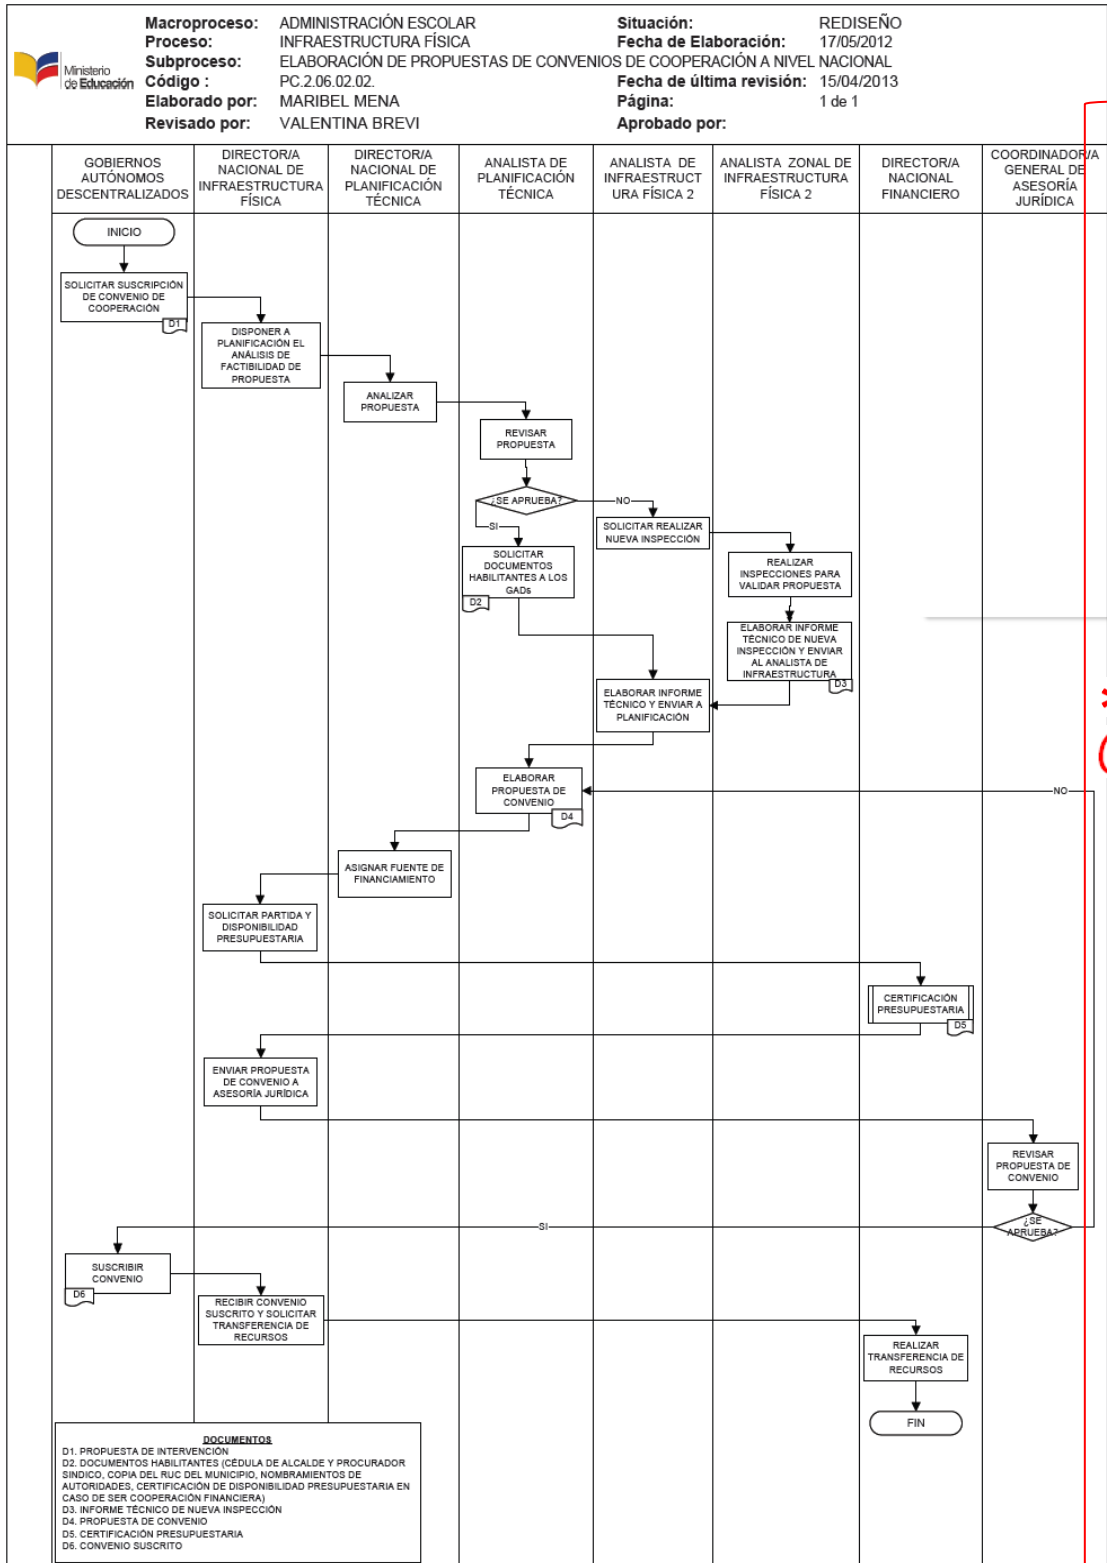 Ministerio
de Educación
Macroproceso: ADMINISTRACIÓN ESCOLAR Situación: REDISEÑO
Proceso: INFRAESTRUCTURA FÍSICA Fecha de Elaboración: 17/05/2012
Subproceso: ELABORACIÓN DE PROPUESTAS DE CONVENIOS DE COOPERACIÓN A NIVEL NACIONAL
Código : PC.2.06.02.02. Fecha de última revisión: 15/04/2013
Elaborado por: MARIBEL MENA Página: 1 de 1
Revisado por: VALENTINA BREVI Aprobado por:
GOBIERNOS
AUTÓNOMOS
DESCENTRALIZADOS
DIRECTOR/A
NACIONAL DE
INFRAESTRUCTURA
FÍSICA
DIRECTOR/A
NACIONAL DE
PLANIFICACIÓN
TÉCNICA
ANALISTA DE
PLANIFICACIÓN
TÉCNICA
ANALISTA DE
INFRAESTRUCT
URA FÍSICA 2
ANALISTA ZONAL DE
INFRAESTRUCTURA
FÍSICA 2
DIRECTOR/A
NACIONAL
FINANCIERO
COORDINADOR/A
GENERAL DE
ASESORÍA
JURÍDICA
INICIO
SOLICITAR SUSCRIPCIÓN
DE CONVENIO DE
COOPERACIÓN
D1
DISPONER A
PLANIFICACIÓN EL
ANÁLISIS DE
FACTIBILIDAD DE
PROPUESTA
ANALIZAR
PROPUESTA
REVISAR
PROPUESTA
¿SE APRUEBA?
NO
SI
SOLICITAR REALIZAR
NUEVA INSPECCIÓN
SOLICITAR
DOCUMENTOS
HABILITANTES A LOS
GADs
D2
REALIZAR
INSPECCIONES PARA
VALIDAR PROPUESTA
ELABORAR INFORME
TÉCNICO DE NUEVA
INSPECCIÓN Y ENVIAR
AL ANALISTA DE
INFRAESTRUCTURA
D3
ELABORAR INFORME
TÉCNICO Y ENVIAR A
PLANIFICACIÓN
ELABORAR
PROPUESTA DE
CONVENIO
D4
NO
ASIGNAR FUENTE DE
FINANCIAMIENTO
SOLICITAR PARTIDA Y
DISPONIBILIDAD
PRESUPUESTARIA
CERTIFICACIÓN
PRESUPUESTARIA
D5
ENVIAR PROPUESTA
DE CONVENIO A
ASESORÍA JURÍDICA
REVISAR
PROPUESTA DE
CONVENIO
¿SE
APRUEBA?
SI
SUSCRIBIR
CONVENIO
D6
RECIBIR CONVENIO
SUSCRITO Y SOLICITAR
TRANSFERENCIA DE
RECURSOS
REALIZAR
TRANSFERENCIA DE
RECURSOS
FIN
DOCUMENTOS
D1. PROPUESTA DE INTERVENCIÓN
D2. DOCUMENTOS HABILITANTES (CÉDULA DE ALCALDE Y PROCURADOR
SINDICO, COPIA DEL RUC DEL MUNICIPIO, NOMBRAMIENTOS DE
AUTORIDADES, CERTIFICACIÓN DE DISPONIBILIDAD PRESUPUESTARIA EN
CASO DE SER COOPERACIÓN FINANCIERA)
D3. INFORME TÉCNICO DE NUEVA INSPECCIÓN
D4. PROPUESTA DE CONVENIO
D5. CERTIFICACIÓN PRESUPUESTARIA
D6. CONVENIO SUSCRITO